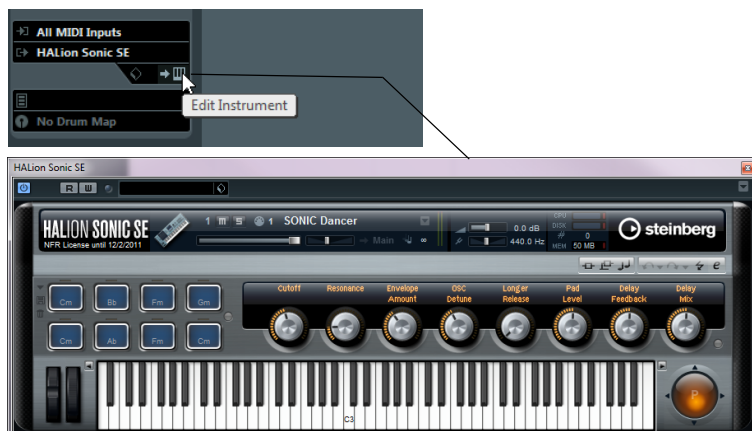 All MIDI Inputs
HALion Sonic SE
Edit Instrument
No Drum Map
HALion Sonic SE
R W
HALION SONIC SE
NFR License until 12/2/2011
1 m s 1 SONIC Dancer
Main
0.0 dB
440.0 Hz
CPU
DISK
# 0
MEM 50 MB
steinberg
e
Cutoff Resonance Envelope Amount OSC Detune Longer Release Pad Level Delay Feedback Delay Mix
Cm Bb Fm Gm
Cm Ab Fm Cm
C3
P